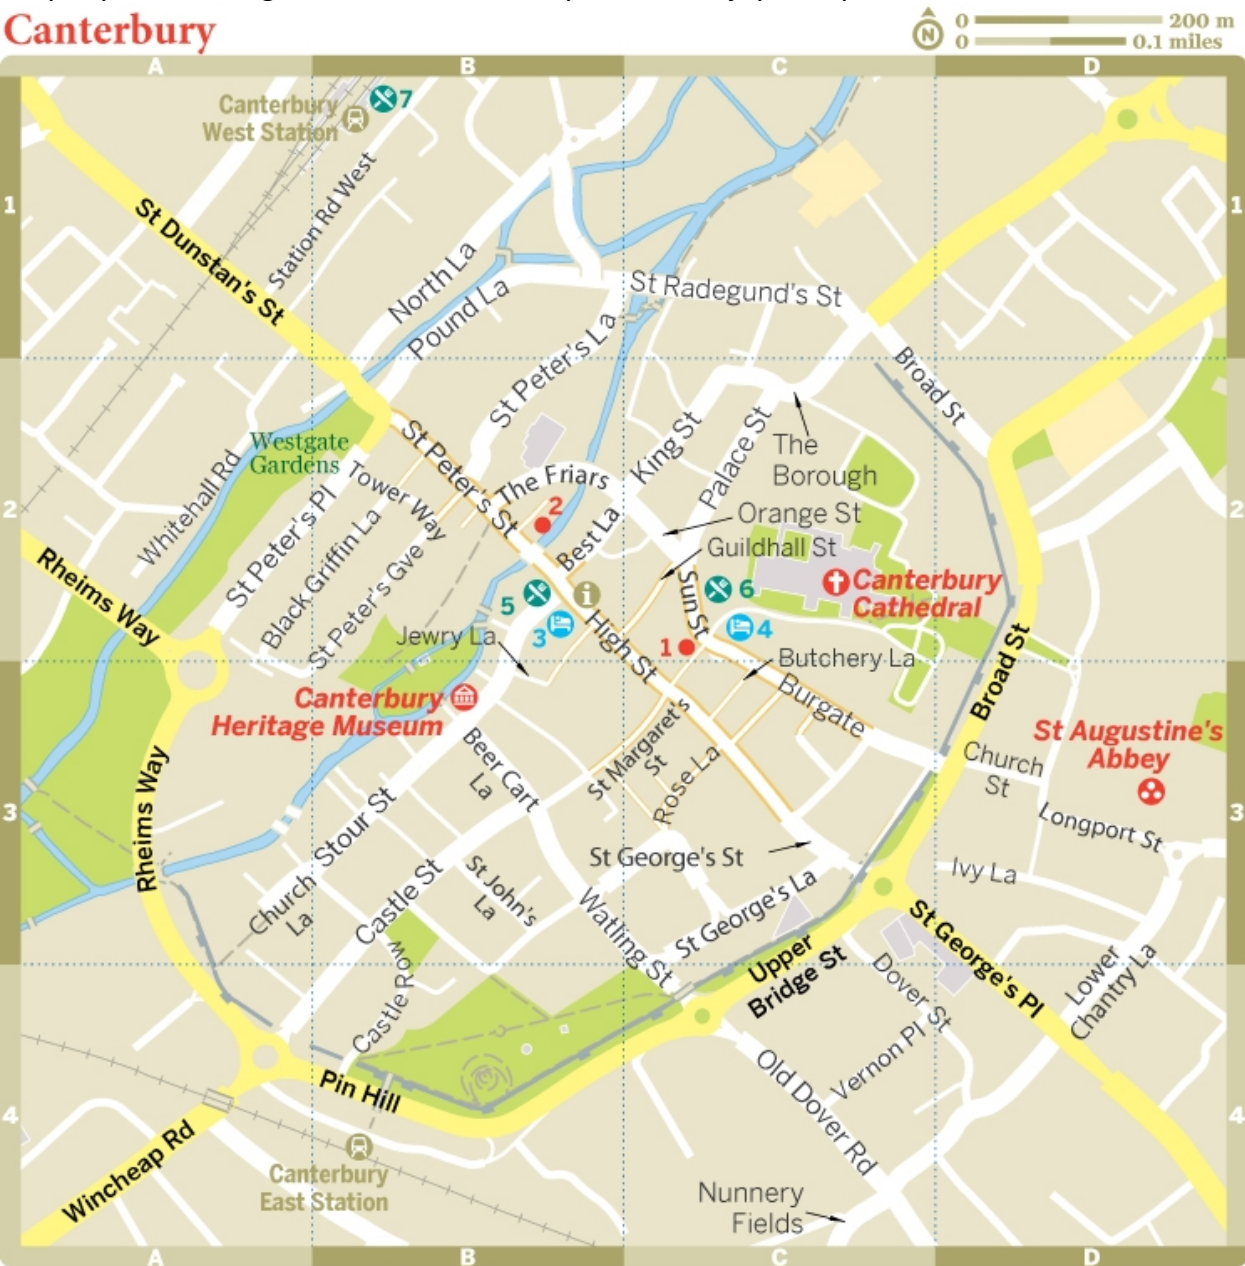 Canterbury
N
0 200 m
0 0.1 miles
A B C D
1
1
2
2
3
3
4
4
A B C D
Canterbury
West Station
7
St Dunstan's St
Station Rd West
North La
Pound La
St Peter's La
St Radegund's St
Broad St
Westgate
Gardens
Whitehall Rd
St Peter's St
Tower Way
St Peter's Pl
Black Griffin La
St Peter's Gve
The Friars
2
Best La
King St
Palace St
The
Borough
Orange St
Guildhall St
Sun St
6
Canterbury
Cathedral
Rheims Way
5
i
3
4
1
Jewry La
High St
Butchery La
Burgate
Broad St
Canterbury
Heritage Museum
St Augustine's
Abbey
Church
St
Longport St
Ivy La
Rheims Way
Beer Cart
La
St Margaret's
St
Rose La
St George's St
Stour St
Church
La
Castle St
St John's
La
Watling St
St George's La
Castle Row
Upper
Bridge St
St George's Pl
Dover St
Vernon Pl
Lower
Chantry La
Old Dover Rd
Pin Hill
Wincheap Rd
Canterbury
East Station
Nunnery
Fields